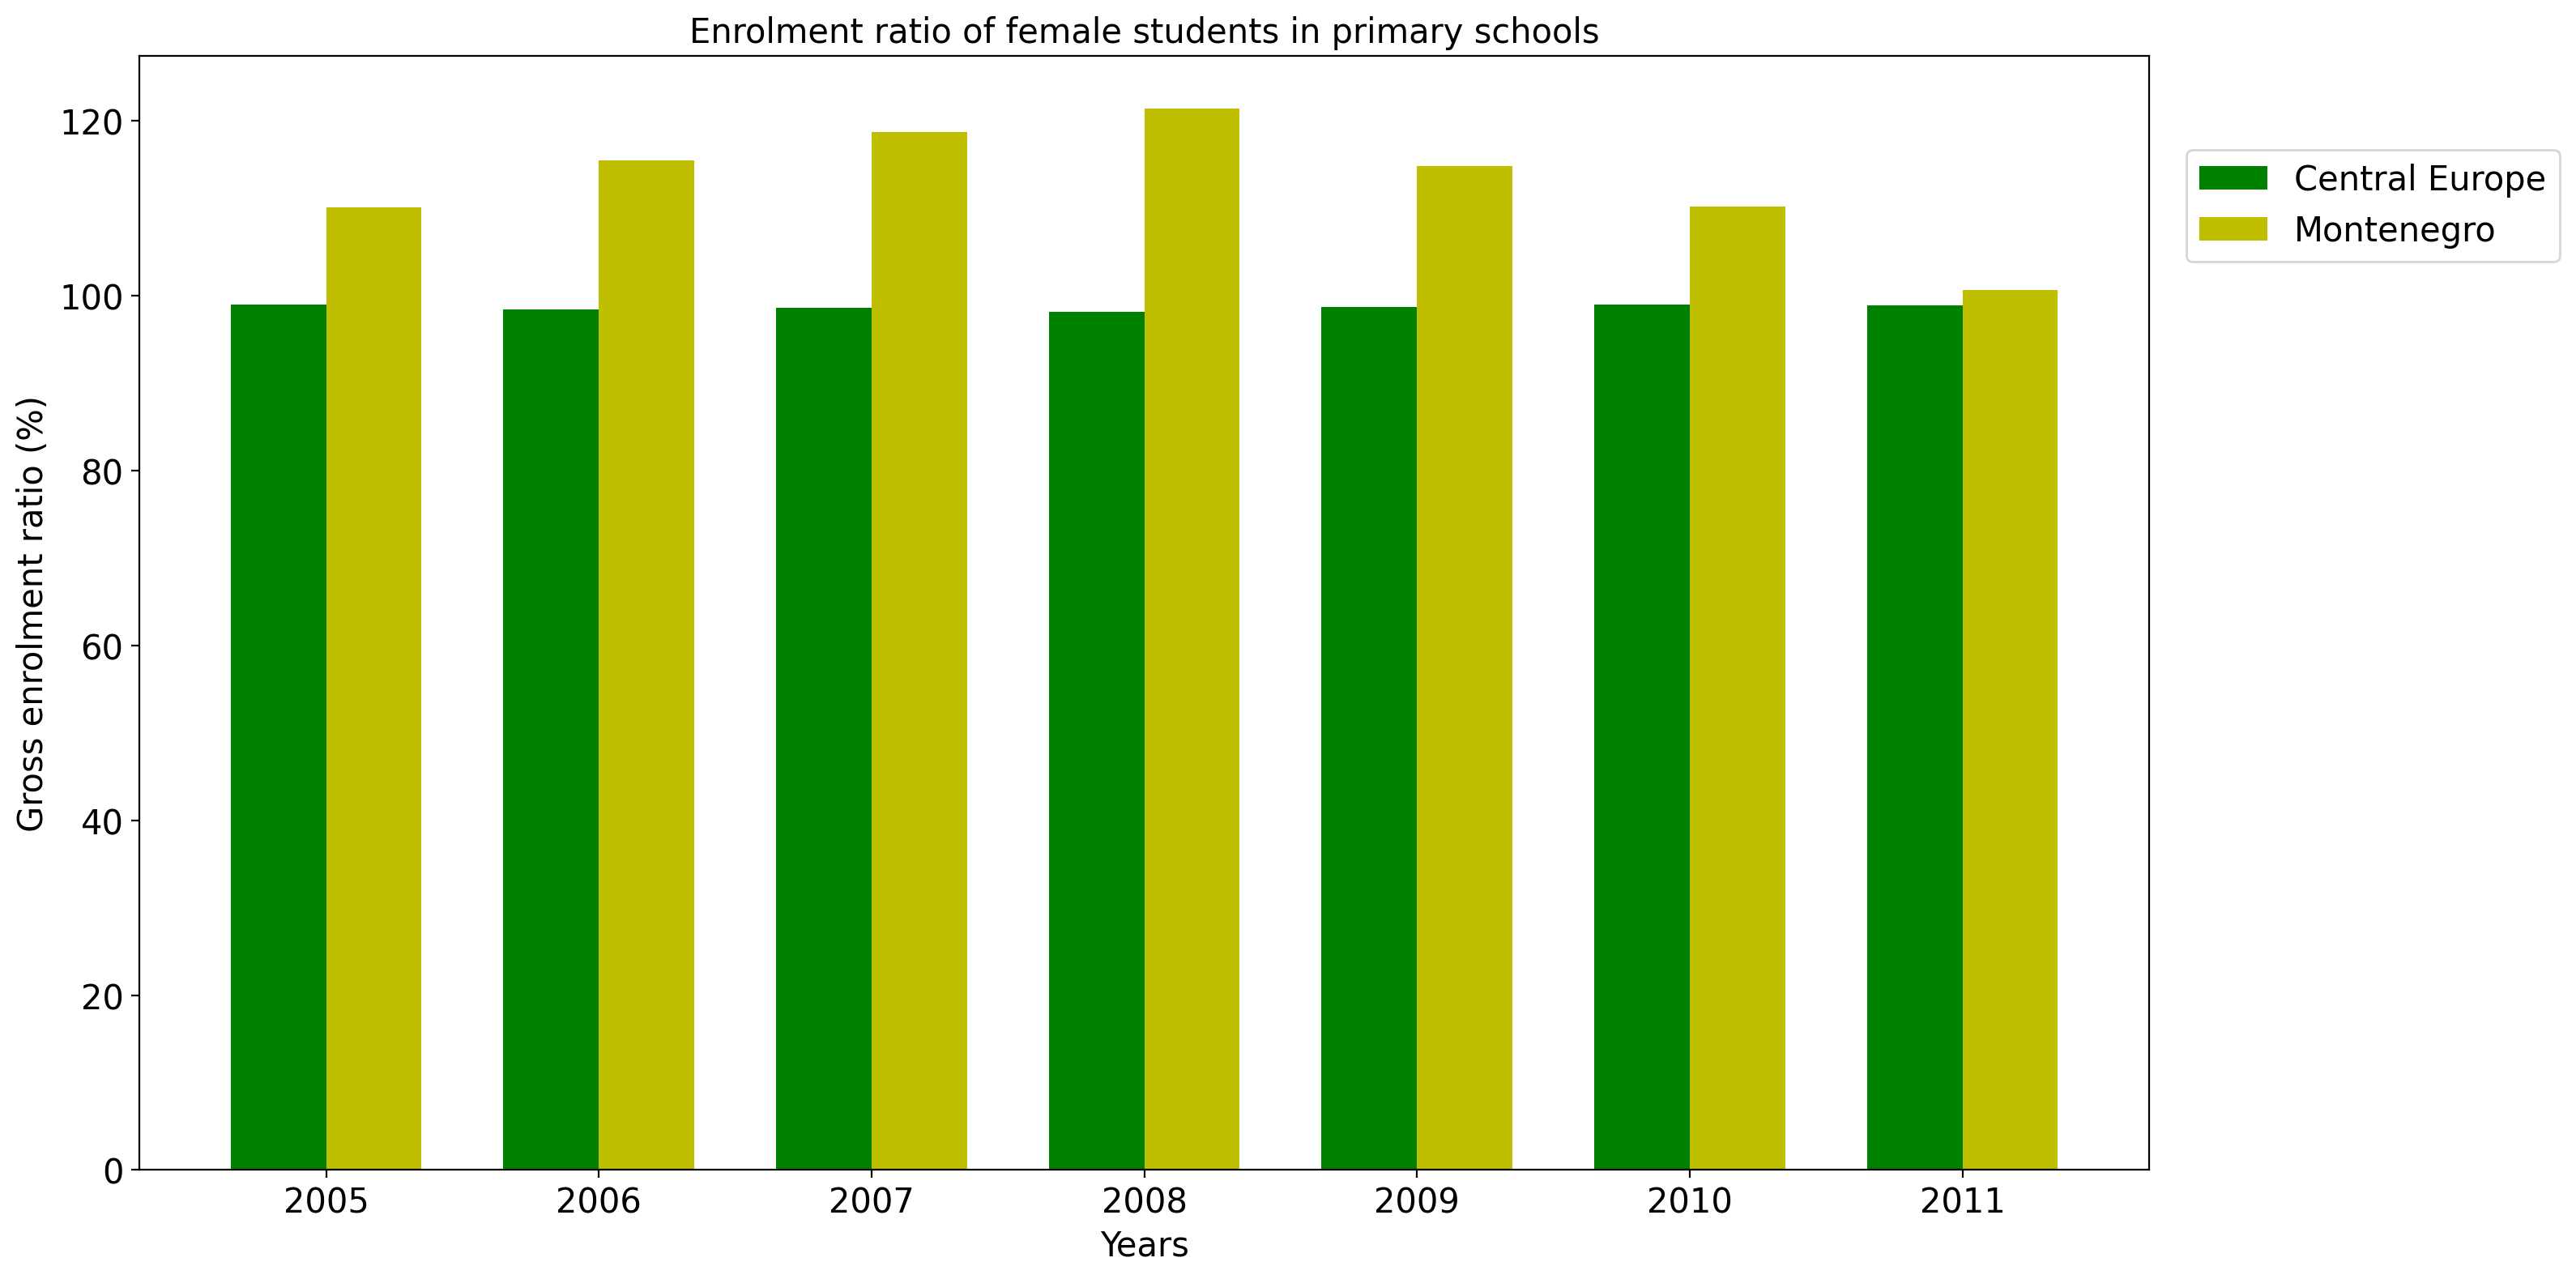 Enrolment ratio of female students in primary schools
Gross enrolment ratio (%)
120
100
80
60
40
20
0
2005 2006 2007 2008 2009 2010 2011
Years
Central Europe
Montenegro